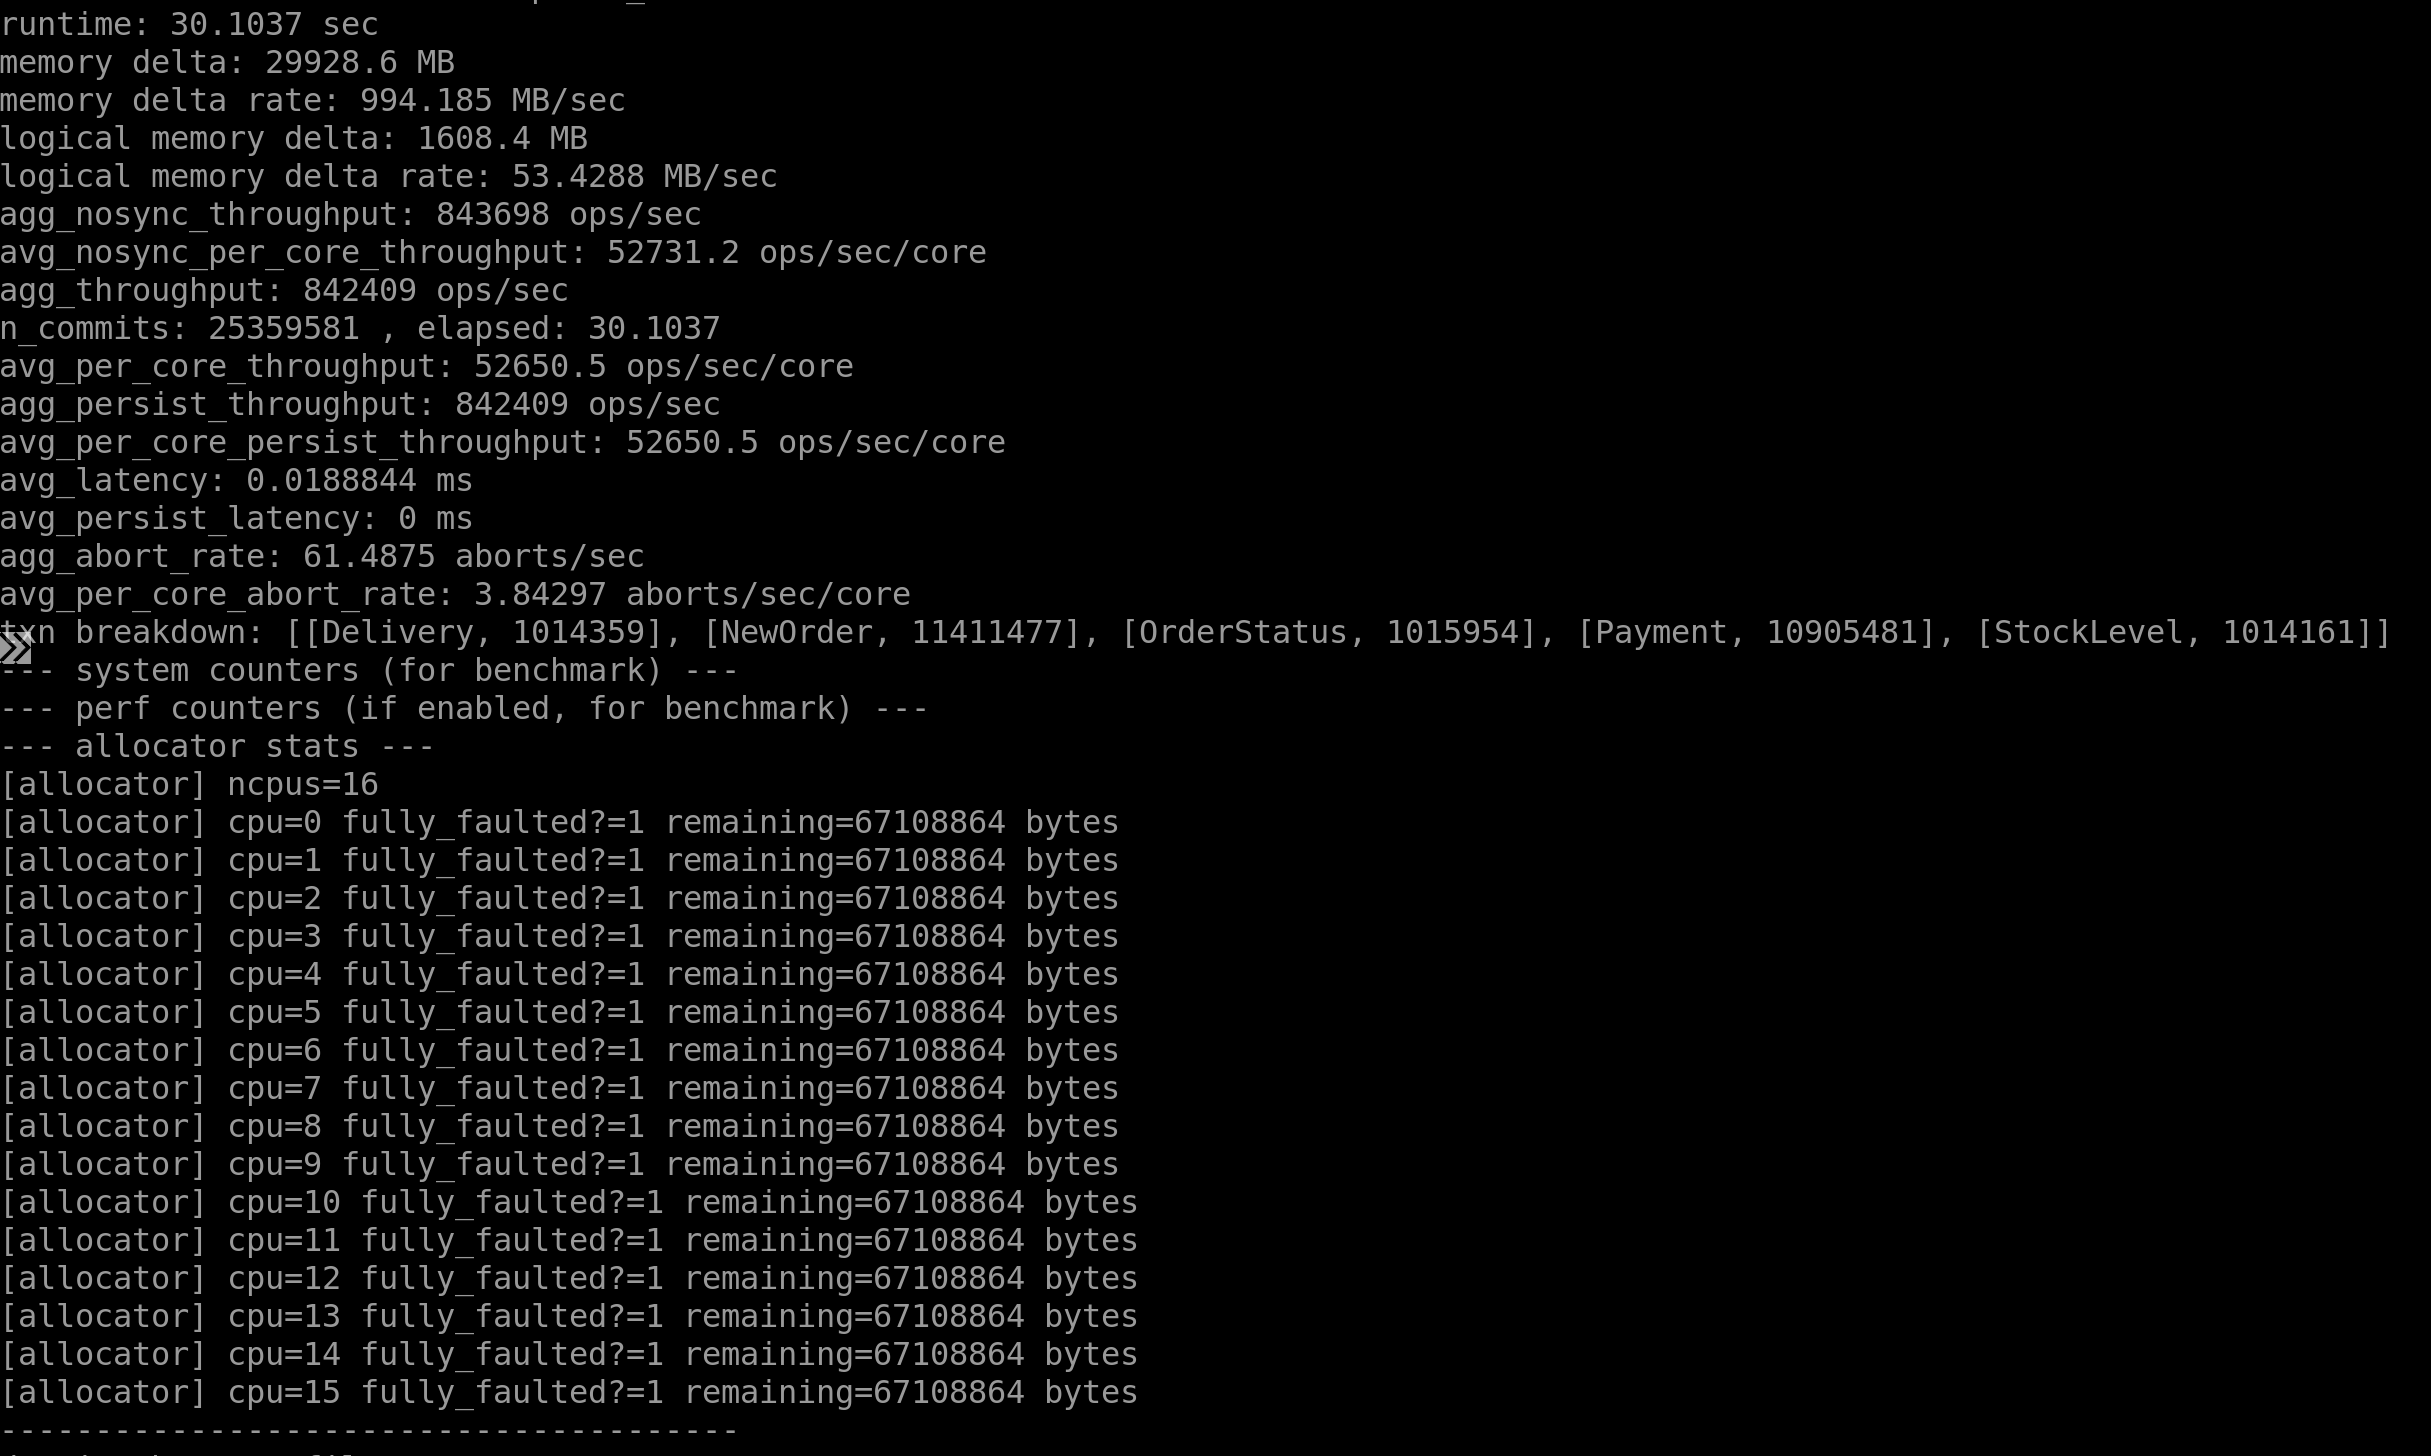 runtime: 30.1037 sec
memory delta: 29928.6 MB
memory delta rate: 994.185 MB/sec
logical memory delta: 1608.4 MB
logical memory delta rate: 53.4288 MB/sec
agg_nosync_throughput: 843698 ops/sec
avg_nosync_per_core_throughput: 52731.2 ops/sec/core
agg_throughput: 842409 ops/sec
n_commits: 25359581 , elapsed: 30.1037
avg_per_core_throughput: 52650.5 ops/sec/core
agg_persist_throughput: 842409 ops/sec
avg_per_core_persist_throughput: 52650.5 ops/sec/core
avg_latency: 0.0188844 ms
avg_persist_latency: 0 ms
agg_abort_rate: 61.4875 aborts/sec
avg_per_core_abort_rate: 3.84297 aborts/sec/core
txn breakdown: [[Delivery, 1014359], [NewOrder, 11411477], [OrderStatus, 1015954], [Payment, 10905481], [StockLevel, 1014161]]
--- system counters (for benchmark) ---
--- perf counters (if enabled, for benchmark) ---
--- allocator stats ---
[allocator] ncpus=16
[allocator] cpu=0 fully_faulted?=1 remaining=67108864 bytes
[allocator] cpu=1 fully_faulted?=1 remaining=67108864 bytes
[allocator] cpu=2 fully_faulted?=1 remaining=67108864 bytes
[allocator] cpu=3 fully_faulted?=1 remaining=67108864 bytes
[allocator] cpu=4 fully_faulted?=1 remaining=67108864 bytes
[allocator] cpu=5 fully_faulted?=1 remaining=67108864 bytes
[allocator] cpu=6 fully_faulted?=1 remaining=67108864 bytes
[allocator] cpu=7 fully_faulted?=1 remaining=67108864 bytes
[allocator] cpu=8 fully_faulted?=1 remaining=67108864 bytes
[allocator] cpu=9 fully_faulted?=1 remaining=67108864 bytes
[allocator] cpu=10 fully_faulted?=1 remaining=67108864 bytes
[allocator] cpu=11 fully_faulted?=1 remaining=67108864 bytes
[allocator] cpu=12 fully_faulted?=1 remaining=67108864 bytes
[allocator] cpu=13 fully_faulted?=1 remaining=67108864 bytes
[allocator] cpu=14 fully_faulted?=1 remaining=67108864 bytes
[allocator] cpu=15 fully_faulted?=1 remaining=67108864 bytes
---------------------------------------